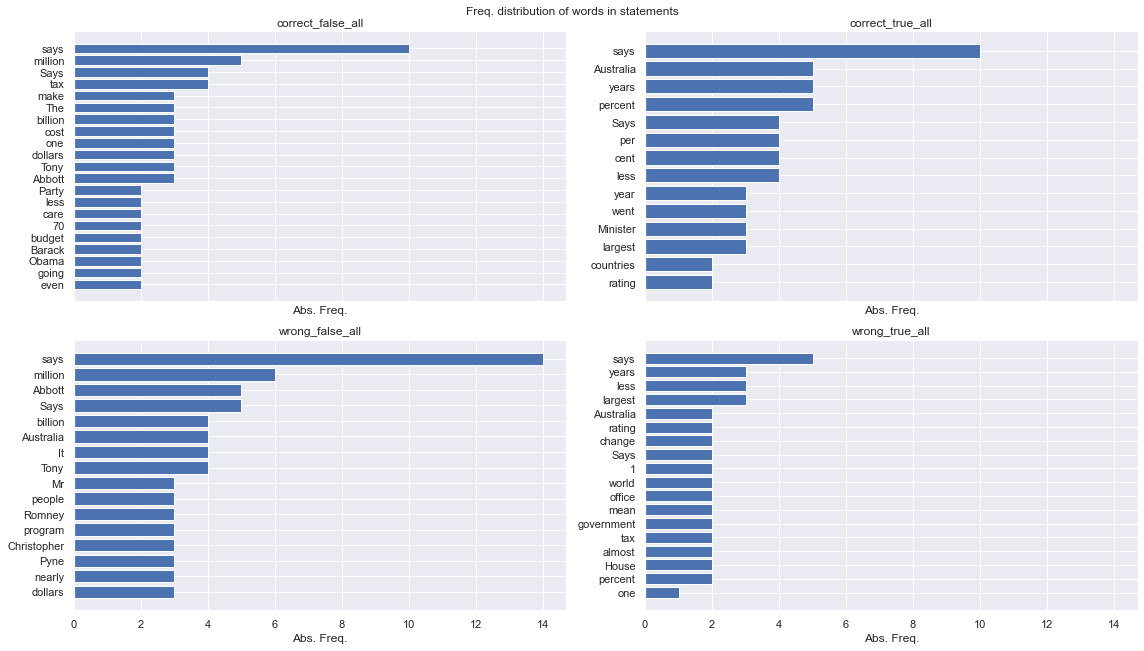 Freq. distribution of words in statements
correct_false_all
says
million
Says
tax
make
The
billion
cost
one
dollars
Tony
Abbott
Party
less
care
70
budget
Barack
Obama
going
even
Abs. Freq.
correct_true_all
says
Australia
years
percent
Says
per
cent
less
year
went
Minister
largest
countries
rating
Abs. Freq.
wrong_false_all
says
million
Abbott
Says
billion
Australia
It
Tony
Mr
people
Romney
program
Christopher
Pyne
nearly
dollars
0 2 4 6 8 10 12 14
Abs. Freq.
wrong_true_all
says
years
less
largest
Australia
rating
change
Says
1
world
office
mean
government
tax
almost
House
percent
one
0 2 4 6 8 10 12 14
Abs. Freq.